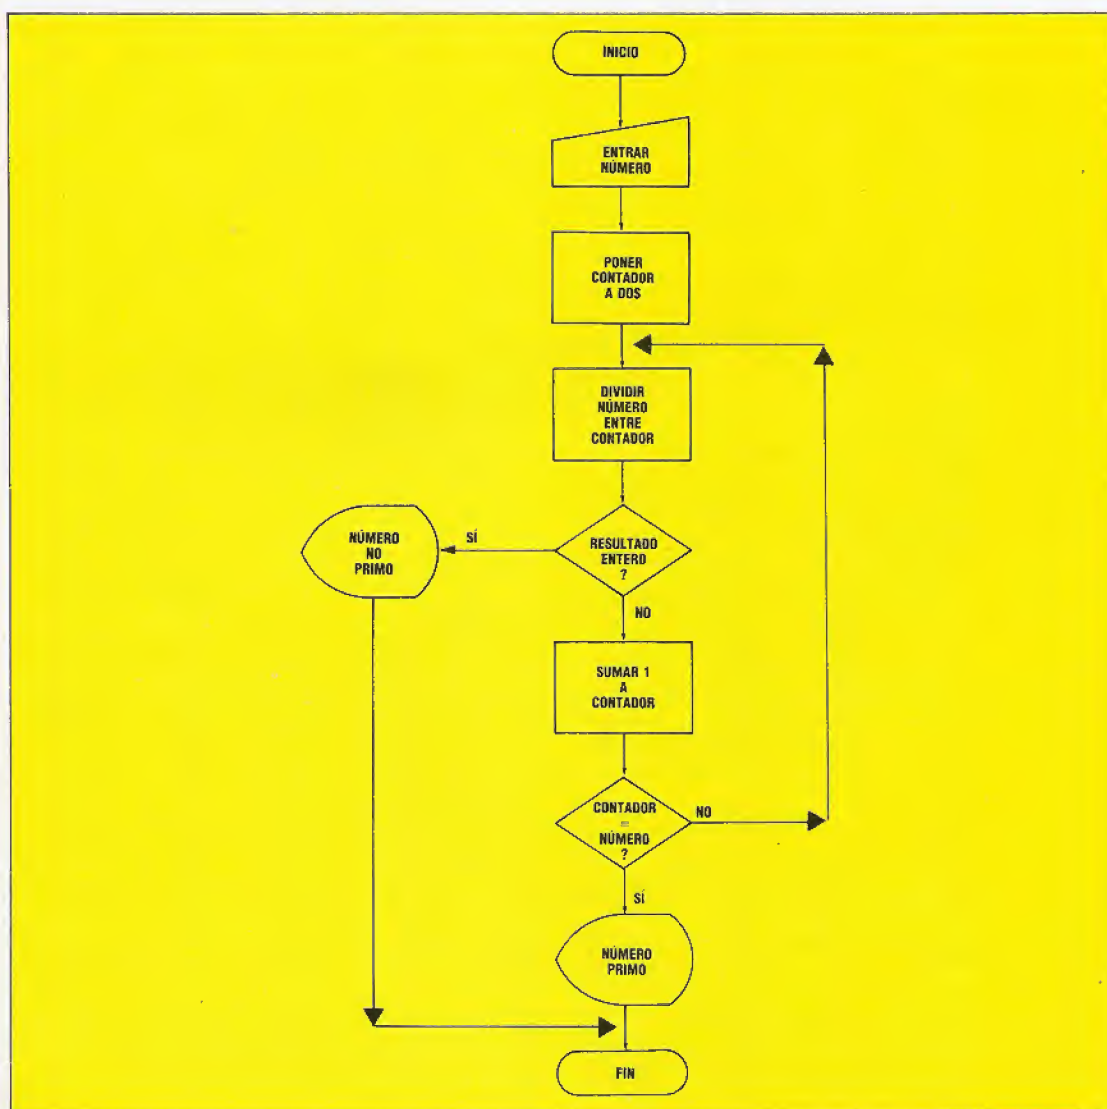 INICIO
ENTRAR
NÚMERO
PONER
CONTADOR
A DOS
DIVIDIR
NÚMERO
ENTRE
CONTADOR
RESULTADO
ENTERO
?
SÍ
NÚMERO
NO
PRIMO
NO
SUMAR 1
A
CONTADOR
CONTADOR
=
NÚMERO
?
NO
SÍ
NÚMERO
PRIMO
FIN